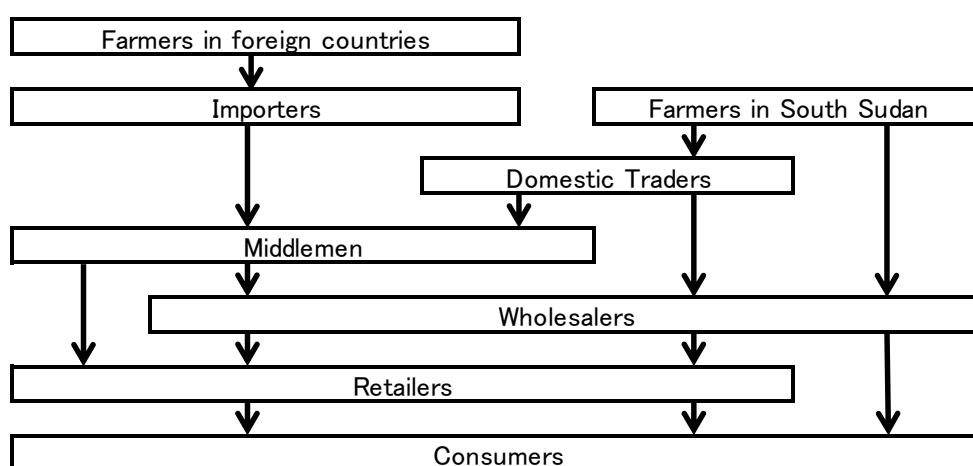 Farmers in foreign countries
Importers
Farmers in South Sudan
Domestic Traders
Middlemen
Wholesalers
Retailers
Consumers